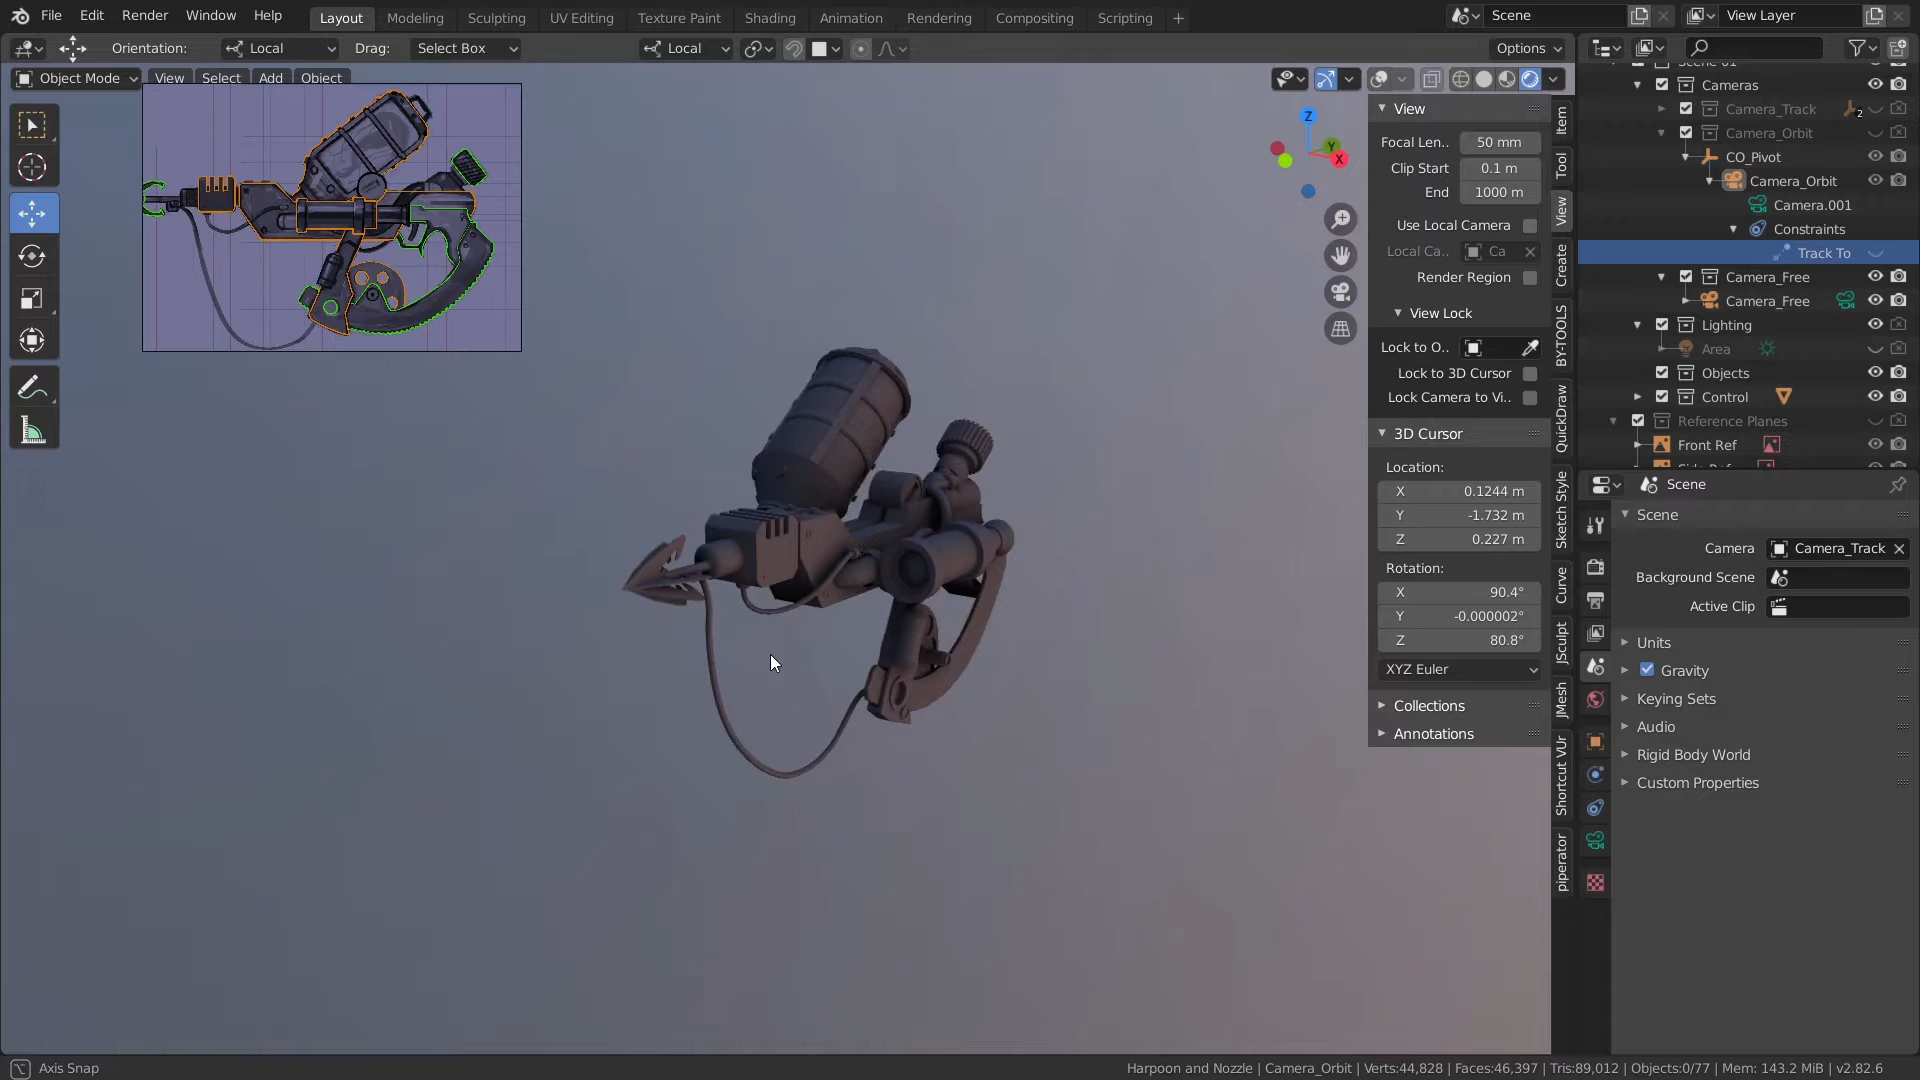 File Edit Render Window Help Layout Modeling Sculpting UV Editing Texture Paint Shading Animation Rendering Compositing Scripting + Scene View Layer
Orientation: Local Drag: Select Box Local Options
Object Mode View Select Add Object
View
Focal Len.. 50 mm
Clip Start 0.1 m
End 1000 m
Use Local Camera
Local Ca.. Ca
Render Region
View Lock
Lock to O..
Lock to 3D Cursor
Lock Camera to Vi..
3D Cursor
Location:
X 0.1244 m
Y -1.732 m
Z 0.227 m
Rotation:
X 90.4°
Y -0.000002°
Z 80.8°
XYZ Euler
Collections
Annotations
Z
Y
X
Item
Tool
View
Create
BY-TOOLS
QuickDraw
Sketch Style
Curve
JSculpt
JMesh
Shortcut VUr
piperator
Cameras
Camera_Track 2
Camera_Orbit
CO_Pivot
Camera_Orbit
Camera.001
Constraints
Track To
Camera_Free
Camera_Free
Lighting
Area
Objects
Control
Reference Planes
Front Ref
Scene
Scene
Camera Camera_Track
Background Scene
Active Clip
Units
Gravity
Keying Sets
Audio
Rigid Body World
Custom Properties
Axis Snap
Harpoon and Nozzle | Camera_Orbit | Verts:44,828 | Faces:46,397 | Tris:89,012 | Objects:0/77 | Mem: 143.2 MiB | v2.82.6